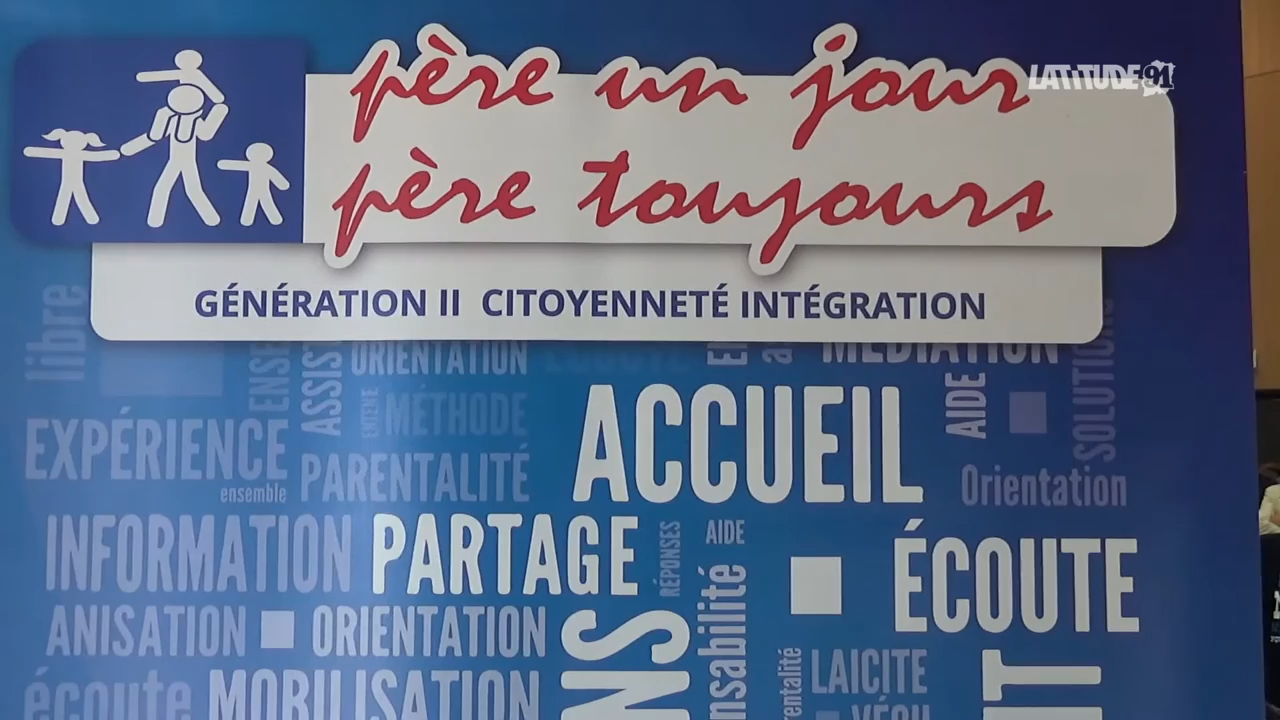 père un jour
LATITUDE91
père toujours
GÉNÉRATION II CITOYENNETÉ INTÉGRATION
libre
ORIENTATION
MÉDIATION
ACCUEIL
AIDE
MÉTHODE
EXPÉRIENCE
PARENTALITÉ
ensemble
Orientation
INFORMATION
PARTAGE
RÉPONSES
AIDE
ÉCOUTE
ANISATION
ORIENTATION
LAICITE
écoute
MOBILISATION